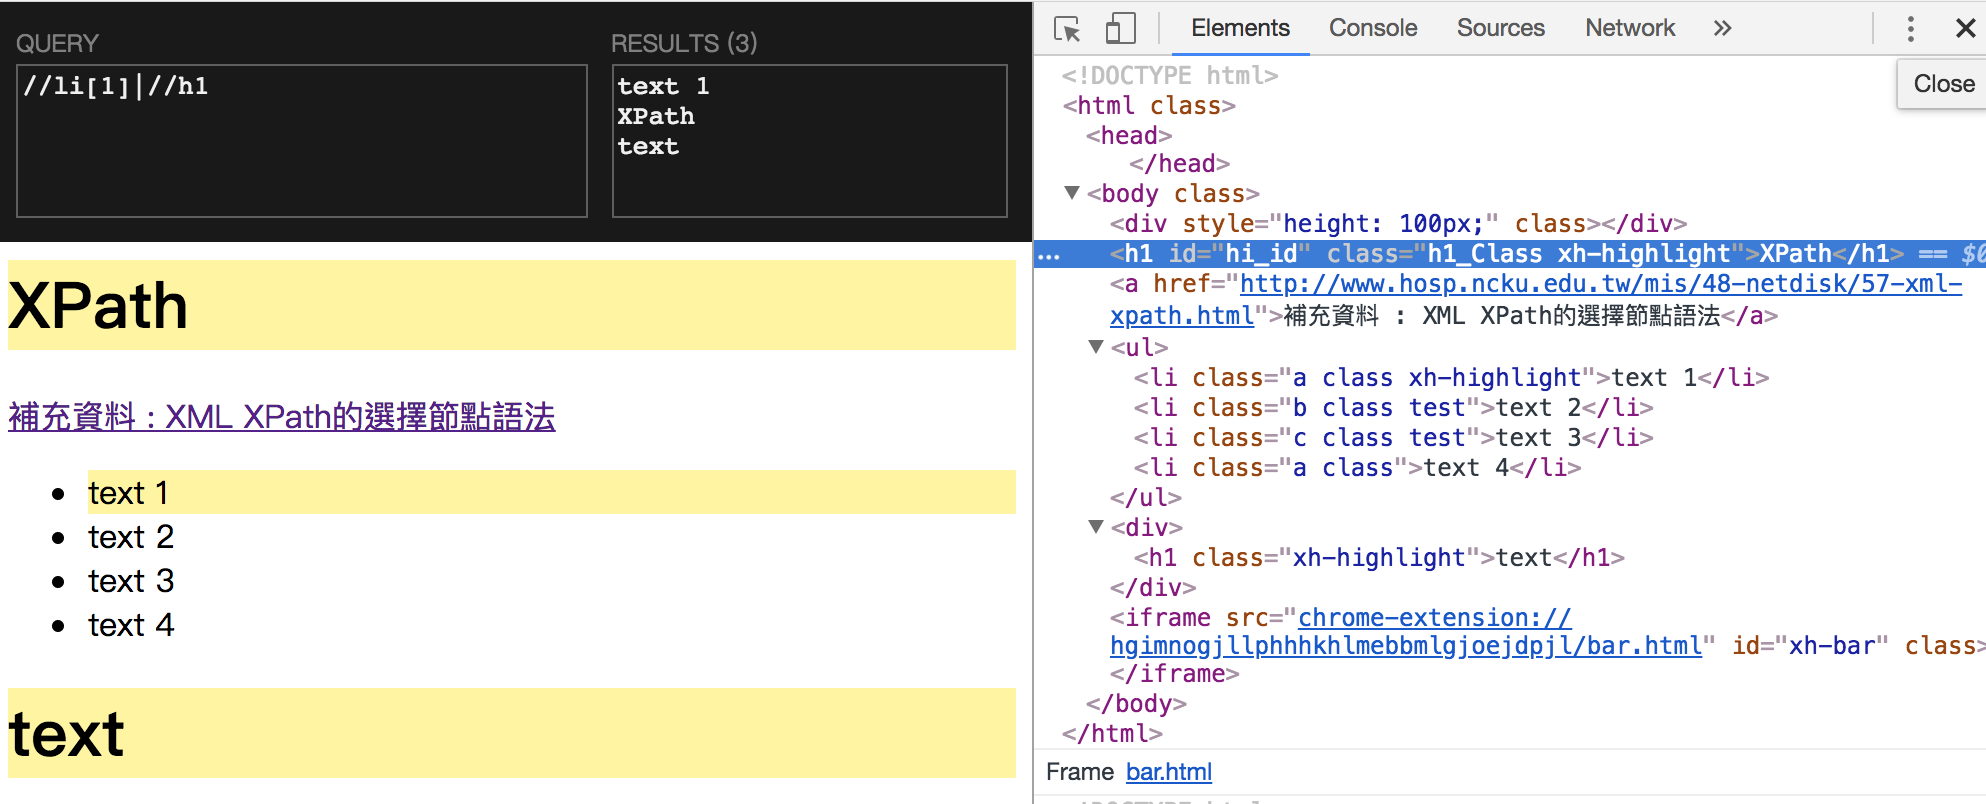 QUERY
//li[1]|//h1
RESULTS (3)
text 1
XPath
text
XPath
補充資料 : XML XPath的選擇節點語法
text 1
text 2
text 3
text 4
text
Elements Console Sources Network »
Close
<!DOCTYPE html>
<html class>
<head>
</head>
<body class>
<div style="height: 100px;" class></div>
... <h1 id="hi_id" class="h1_Class xh-highlight">XPath</h1> == $0
<a href="http://www.hosp.ncku.edu.tw/mis/48-netdisk/57-xml-
xpath.html">補充資料 : XML XPath的選擇節點語法</a>
<ul>
<li class="a class xh-highlight">text 1</li>
<li class="b class test">text 2</li>
<li class="c class test">text 3</li>
<li class="a class">text 4</li>
</ul>
<div>
<h1 class="xh-highlight">text</h1>
</div>
<iframe src="chrome-extension://
hgimnogjllphhhkhlmebbmlgjoejdpjl/bar.html" id="xh-bar" class>
</iframe>
</body>
</html>
Frame bar.html